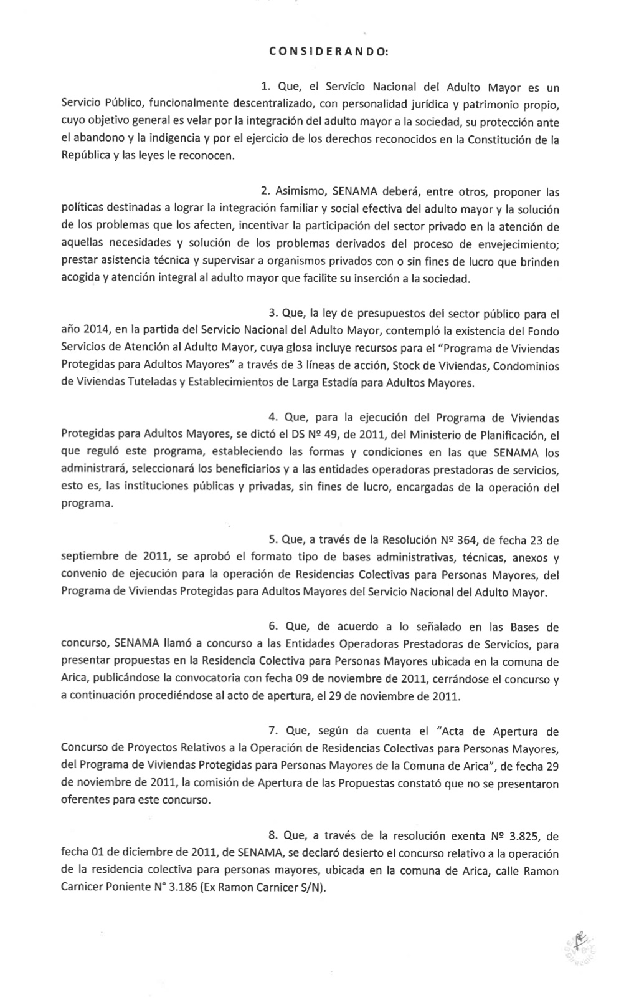 CONSIDERANDO:
1. Que, el Servicio Nacional del Adulto Mayor es un
Servicio Público, funcionalmente descentralizado, con personalidad jurídica y patrimonio propio,
cuyo objetivo general es velar por la integración del adulto mayor a la sociedad, su protección ante
el abandono y la indigencia y por el ejercicio de los derechos reconocidos en la Constitución de la
República y las leyes le reconocen.
2. Asimismo, SENAMA deberá, entre otros, proponer las
políticas destinadas a lograr la integración familiar y social efectiva del adulto mayor y la solución
de los problemas que los afecten, incentivar la participación del sector privado en la atención de
aquellas necesidades y solución de los problemas derivados del proceso de envejecimiento;
prestar asistencia técnica y supervisar a organismos privados con o sin fines de lucro que brinden
acogida y atención integral al adulto mayor que facilite su inserción a la sociedad.
3. Que, la ley de presupuestos del sector público para el
año 2014, en la partida del Servicio Nacional del Adulto Mayor, contempló la existencia del Fondo
Servicios de Atención al Adulto Mayor, cuya glosa incluye recursos para el "Programa de Viviendas
Protegidas para Adultos Mayores" a través de 3 líneas de acción, Stock de Viviendas, Condominios
de Viviendas Tuteladas y Establecimientos de Larga Estadía para Adultos Mayores.
4. Que, para la ejecución del Programa de Viviendas
Protegidas para Adultos Mayores, se dictó el DS Nº 49, de 2011, del Ministerio de Planificación, el
que reguló este programa, estableciendo las formas y condiciones en las que SENAMA los
administrará, seleccionará los beneficiarios y a las entidades operadoras prestadoras de servicios,
esto es, las instituciones públicas y privadas, sin fines de lucro, encargadas de la operación del
programa.
5. Que, a través de la Resolución Nº 364, de fecha 23 de
septiembre de 2011, se aprobó el formato tipo de bases administrativas, técnicas, anexos y
convenio de ejecución para la operación de Residencias Colectivas para Personas Mayores, del
Programa de Viviendas Protegidas para Adultos Mayores del Servicio Nacional del Adulto Mayor.
6. Que, de acuerdo a lo señalado en las Bases de
concurso, SENAMA llamó a concurso a las Entidades Operadoras Prestadoras de Servicios, para
presentar propuestas en la Residencia Colectiva para Personas Mayores ubicada en la comuna de
Arica, publicándose la convocatoria con fecha 09 de noviembre de 2011, cerrándose el concurso y
a continuación procediéndose al acto de apertura, el 29 de noviembre de 2011.
7. Que, según da cuenta el "Acta de Apertura de
Concurso de Proyectos Relativos a la Operación de Residencias Colectivas para Personas Mayores,
del Programa de Viviendas Protegidas para Personas Mayores de la Comuna de Arica", de fecha 29
de noviembre de 2011, la comisión de Apertura de las Propuestas constató que no se presentaron
oferentes para este concurso.
8. Que, a través de la resolución exenta Nº 3.825, de
fecha 01 de diciembre de 2011, de SENAMA, se declaró desierto el concurso relativo a la operación
de la residencia colectiva para personas mayores, ubicada en la comuna de Arica, calle Ramon
Carnicer Poniente N° 3.186 (Ex Ramon Carnicer S/N).